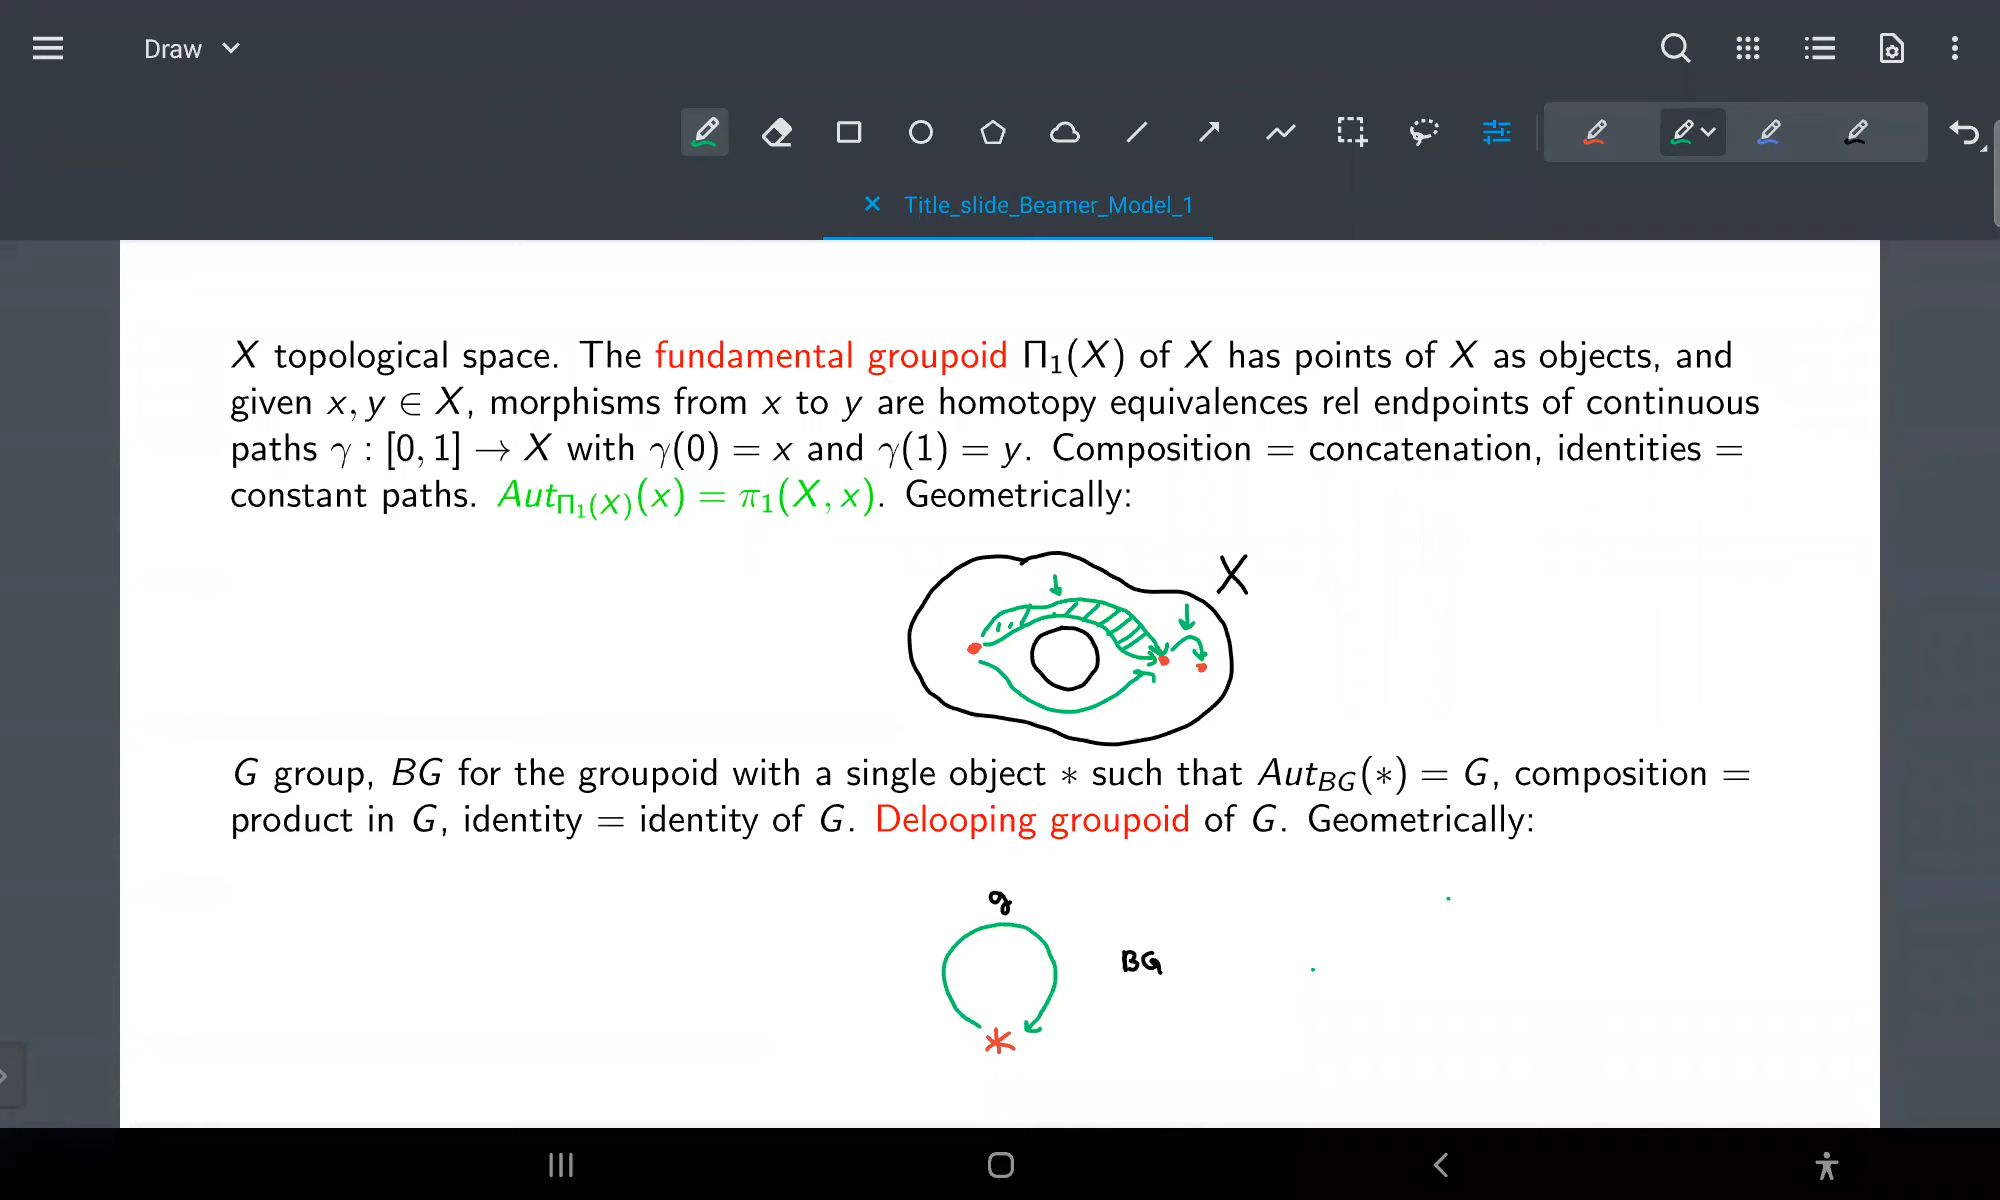 Draw
Title_slide_Beamer_Model_1
X topological space. The fundamental groupoid Π₁(X) of X has points of X as objects, and
given x, y ∈ X, morphisms from x to y are homotopy equivalences rel endpoints of continuous
paths γ : [0, 1] → X with γ(0) = x and γ(1) = y. Composition = concatenation, identities =
constant paths. Aut_{Π₁(X)}(x) = π₁(X, x). Geometrically:
X
G group, BG for the groupoid with a single object ∗ such that Aut_{BG}(∗) = G, composition =
product in G, identity = identity of G. Delooping groupoid of G. Geometrically:
g
BG
*